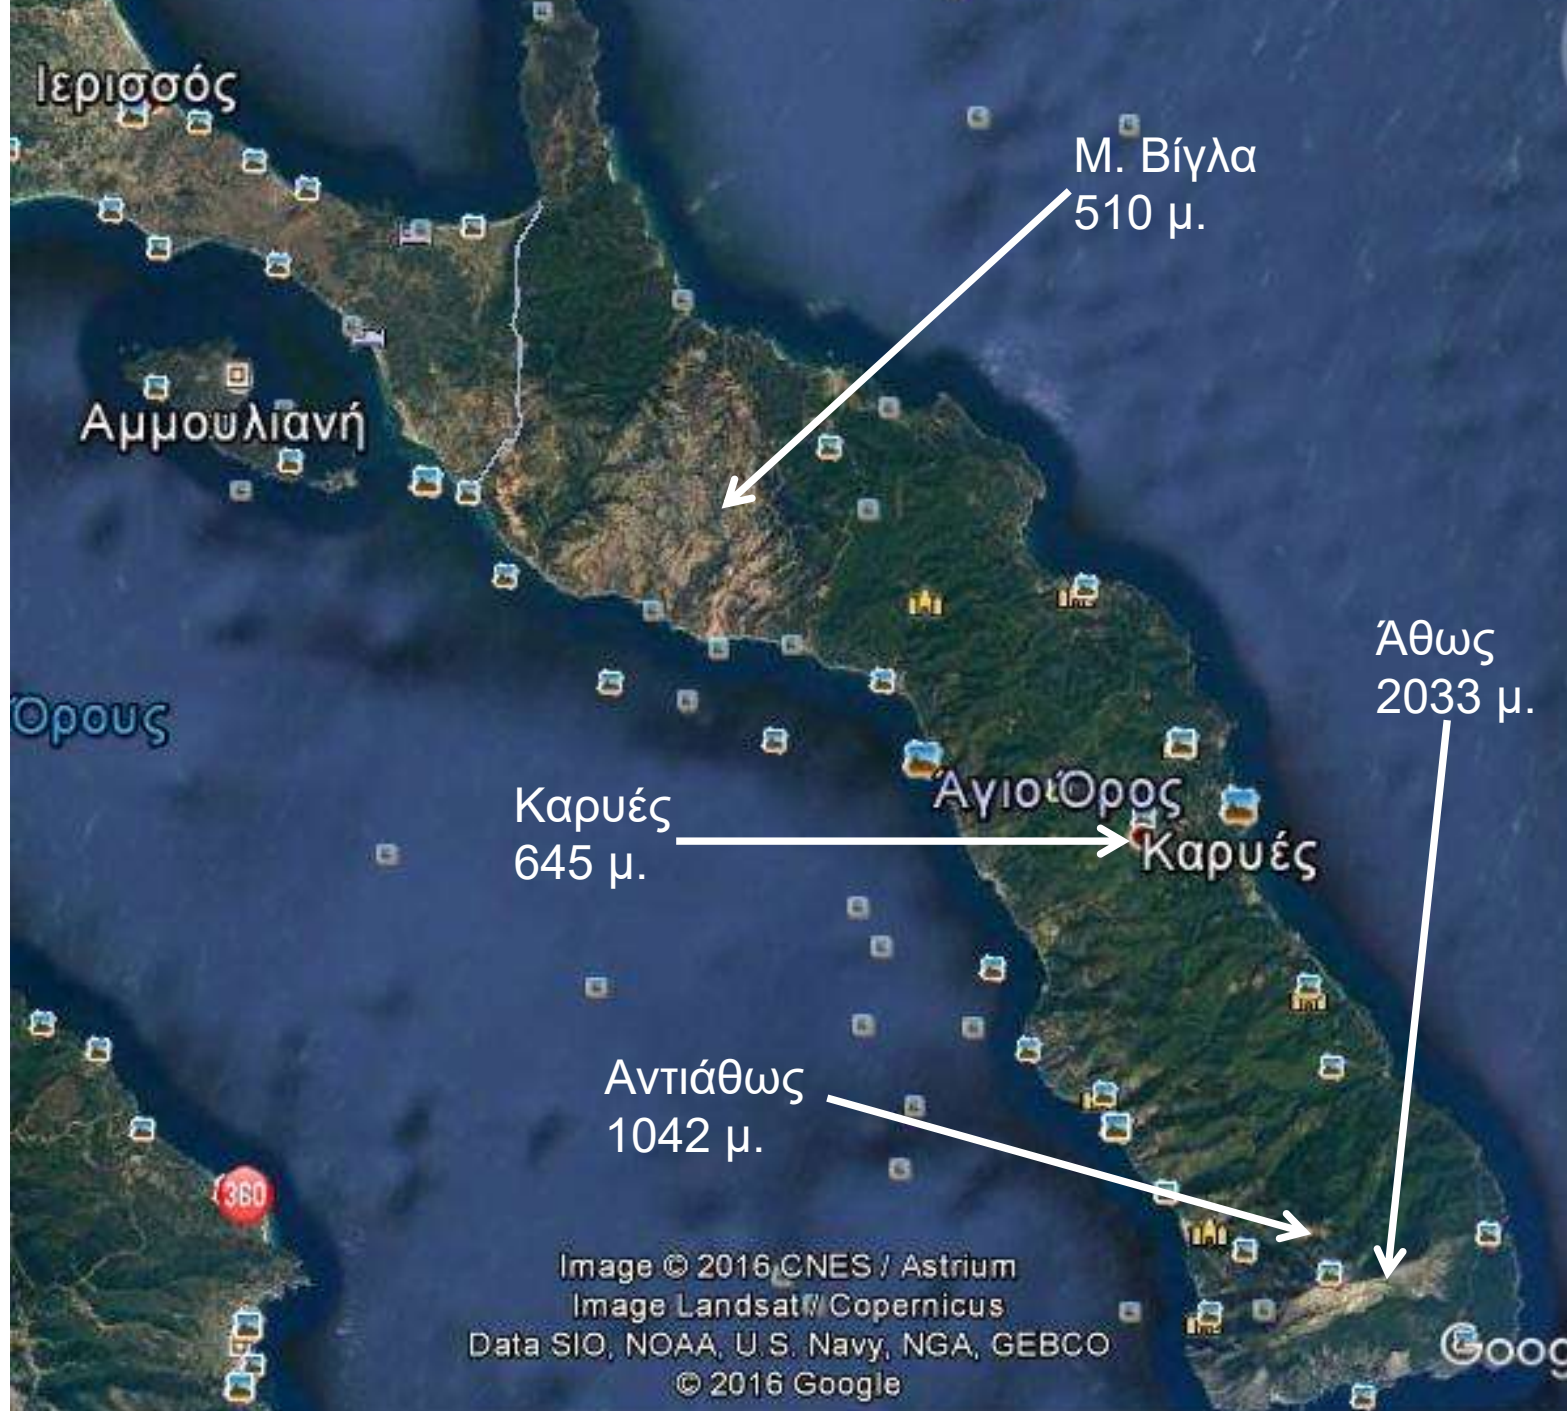 Ιερισσός
Μ. Βίγλα
510 μ.
Αμμουλιανή
Άθως
2033 μ.
Όρους
Άγιο Όρος
Καρυές
645 μ.
Καρυές
Αντιάθως
1042 μ.
360
Image © 2016 CNES / Astrium
Image Landsat / Copernicus
Data SIO, NOAA, U.S. Navy, NGA, GEBCO
© 2016 Google
Goog